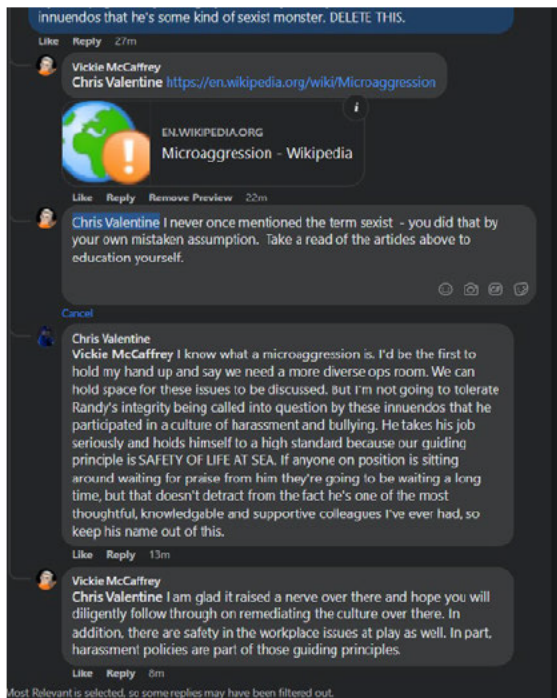 innuendos that he's some kind of sexist monster. DELETE THIS.
Like Reply 27m
Vickie McCaffrey
Chris Valentine https://en.wikipedia.org/wiki/Microaggression
i
EN.WIKIPEDIA.ORG
Microaggression - Wikipedia
Like Reply Remove Preview 22m
Chris Valentine I never once mentioned the term sexist - you did that by
your own mistaken assumption. Take a read of the articles above to
education yourself.
GIF
Cancel
Chris Valentine
Vickie McCaffrey I know what a microaggression is. I'd be the first to
hold my hand up and say we need a more diverse ops room. We can
hold space for these issues to be discussed. But I'm not going to tolerate
Randy's integrity being called into question by these innuendos that he
participated in a culture of harassment and bullying. He takes his job
seriously and holds himself to a high standard because our guiding
principle is SAFETY OF LIFE AT SEA. If anyone on position is sitting
around waiting for praise from him they're going to be waiting a long
time, but that doesn't detract from the fact he's one of the most
thoughtful, knowledgable and supportive colleagues I've ever had, so
keep his name out of this.
Like Reply 13m
Vickie McCaffrey
Chris Valentine I am glad it raised a nerve over there and hope you will
diligently follow through on remediating the culture over there. In
addition, there are safety in the workplace issues at play as well. In part,
harassment policies are part of those guiding principles.
Like Reply 8m
Most Relevant is selected, so some replies may have been filtered out.